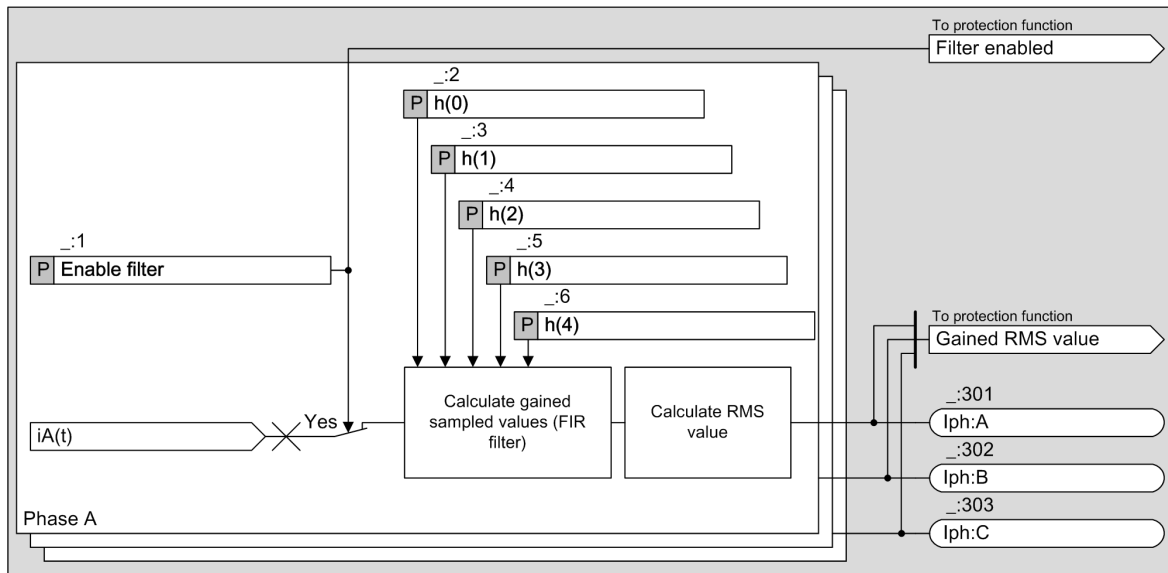 To protection function
Filter enabled
_:2
P h(0)
_:3
P h(1)
_:4
P h(2)
_:1
P Enable filter
_:5
P h(3)
_:6
P h(4)
To protection function
Gained RMS value
Calculate gained
sampled values (FIR
filter)
Calculate RMS
value
Yes
iA(t)
_:301
Iph:A
_:302
Iph:B
_:303
Iph:C
Phase A